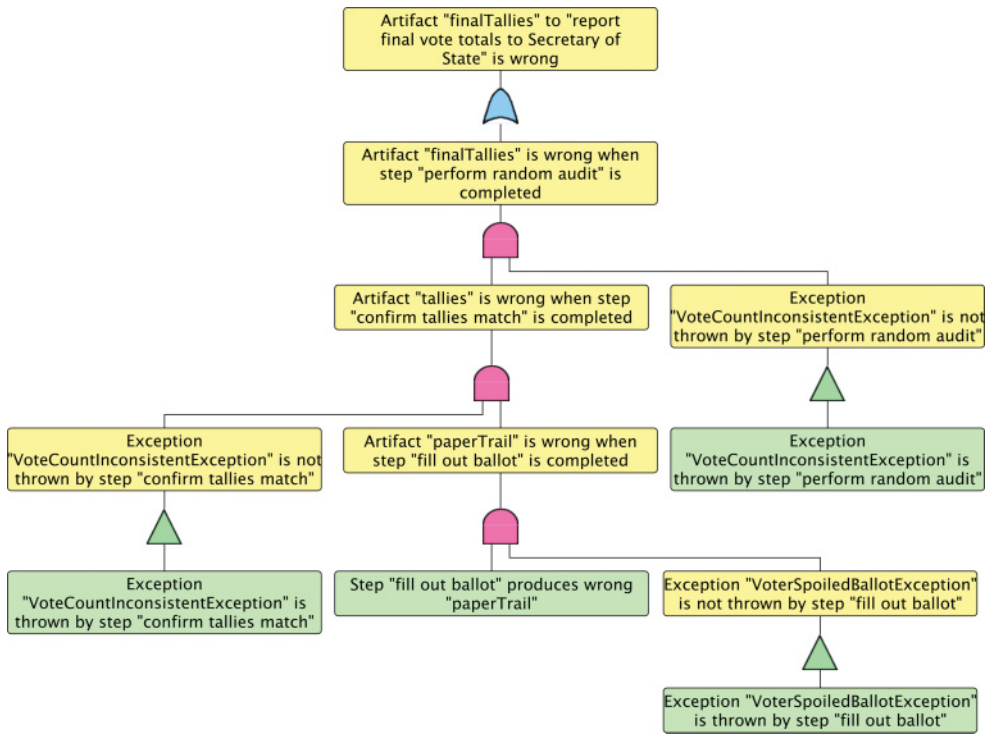 Artifact "finalTallies" to "report
final vote totals to Secretary of
State" is wrong
Artifact "finalTallies" is wrong when
step "perform random audit" is
completed
Artifact "tallies" is wrong when step
"confirm tallies match" is completed
Exception
"VoteCountInconsistentException" is not
thrown by step "perform random audit"
Exception
"VoteCountInconsistentException" is not
thrown by step "confirm tallies match"
Artifact "paperTrail" is wrong when
step "fill out ballot" is completed
Exception
"VoteCountInconsistentException" is
thrown by step "perform random audit"
Exception
"VoteCountInconsistentException" is
thrown by step "confirm tallies match"
Step "fill out ballot" produces wrong
"paperTrail"
Exception "VoterSpoiledBallotException"
is not thrown by step "fill out ballot"
Exception "VoterSpoiledBallotException"
is thrown by step "fill out ballot"